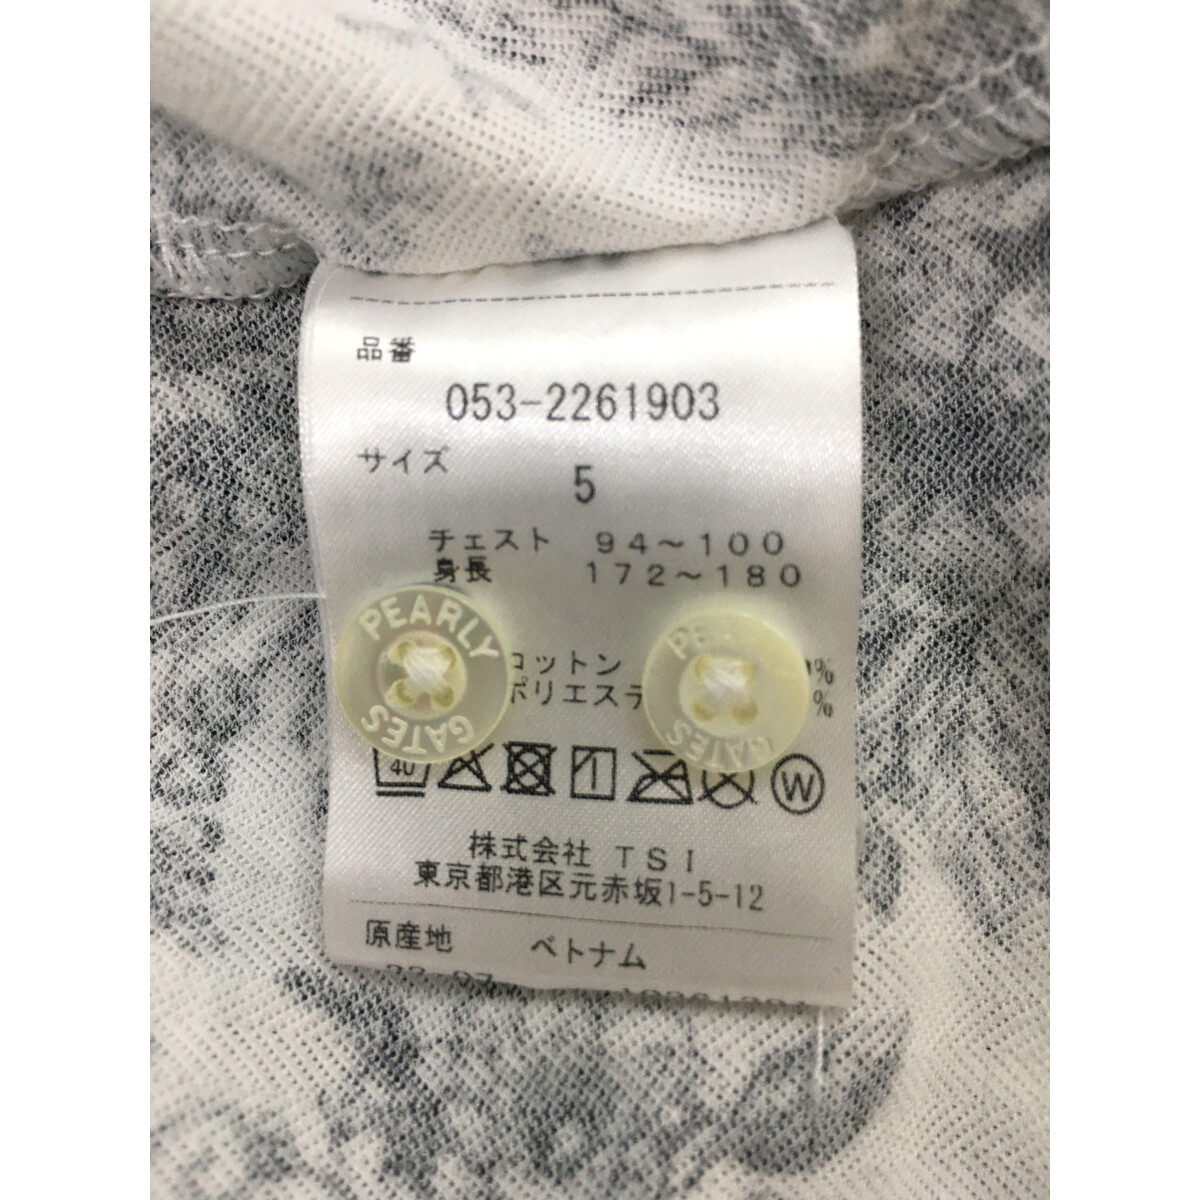 品番
053-2261903
サイズ
5
チェスト 94～100
身長 172～180
PEARLY GATES
GATES
コットン %
ポリエステ %
40
W
株式会社 TSI
東京都港区元赤坂1-5-12
原産地 ベトナム